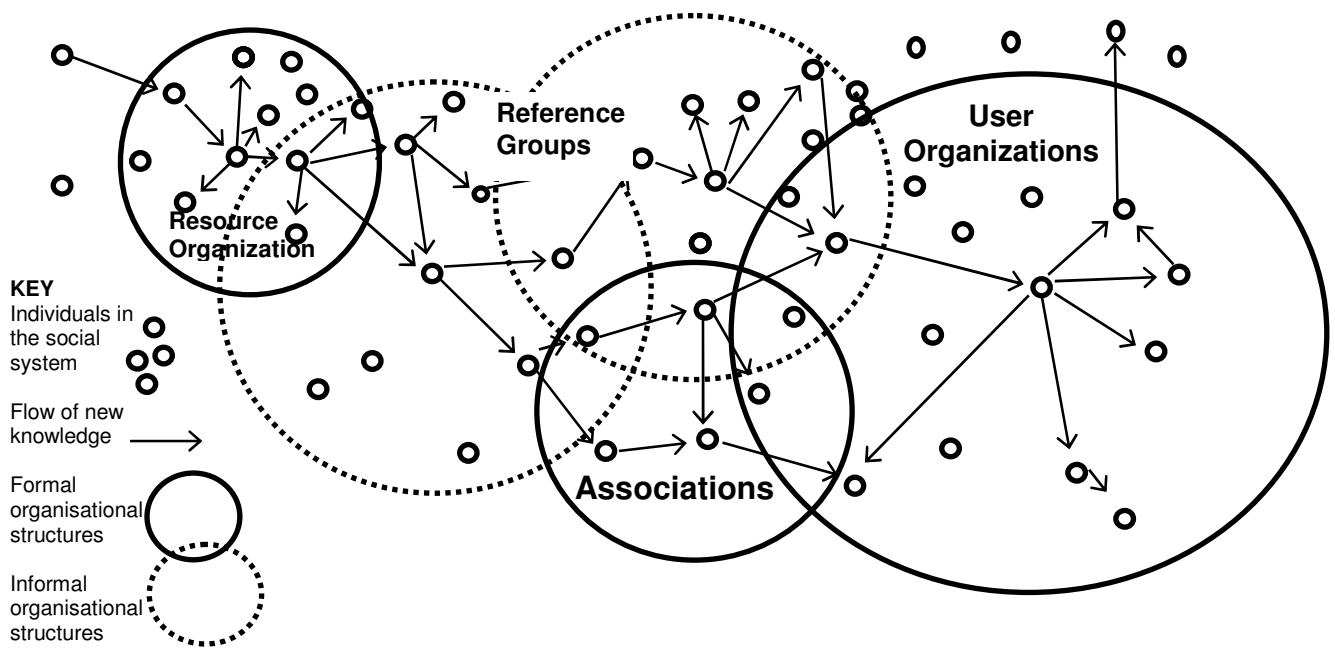 Reference
Groups
User
Organizations
Resource
Organization
KEY
Individuals in
the social
system
Flow of new
knowledge
Associations
Formal
organisational
structures
Informal
organisational
structures